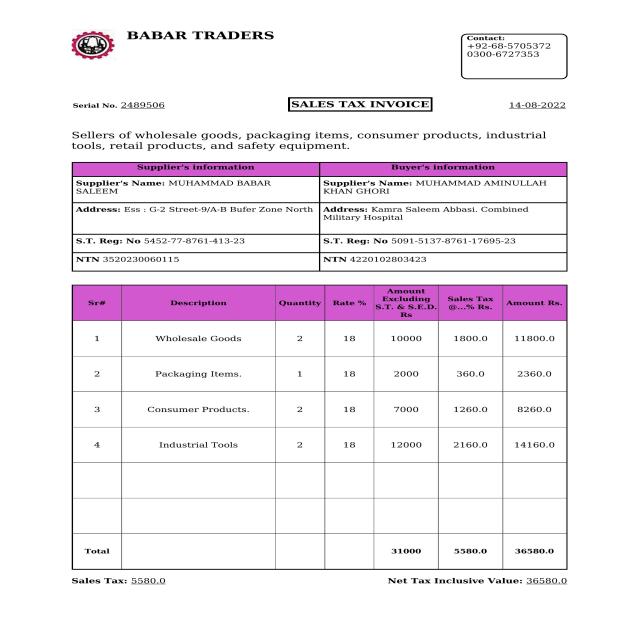 BABAR TRADERS
Contact:
+92-68-5705372
0300-6727353
Serial No. 2489506
SALES TAX INVOICE
14-08-2022
Sellers of wholesale goods, packaging items, consumer products, industrial
tools, retail products, and safety equipment.
Supplier's information Buyer's information
Supplier's Name: MUHAMMAD BABAR
SALEEM
Supplier's Name: MUHAMMAD AMINULLAH
KHAN GHORI
Address: Ess : G-2 Street-9/A-B Bufer Zone North
Address: Kamra Saleem Abbasi. Combined
Military Hospital
S.T. Reg: No 5452-77-8761-413-23
S.T. Reg: No 5091-5137-8761-17695-23
NTN 3520230060115
NTN 4220102803423
Sr# Description Quantity Rate % Amount Excluding S.T. & S.E.D. Rs Sales Tax @...% Rs. Amount Rs.
1 Wholesale Goods 2 18 10000 1800.0 11800.0
2 Packaging Items. 1 18 2000 360.0 2360.0
3 Consumer Products. 2 18 7000 1260.0 8260.0
4 Industrial Tools 2 18 12000 2160.0 14160.0
Total 31000 5580.0 36580.0
Sales Tax: 5580.0
Net Tax Inclusive Value: 36580.0